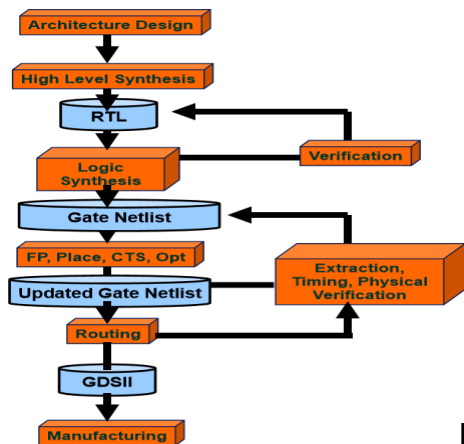 Architecture Design
High Level Synthesis
RTL
Verification
Logic
Synthesis
Gate Netlist
FP, Place, CTS, Opt
Extraction,
Timing, Physical
Verification
Updated Gate Netlist
Routing
GDSII
Manufacturing